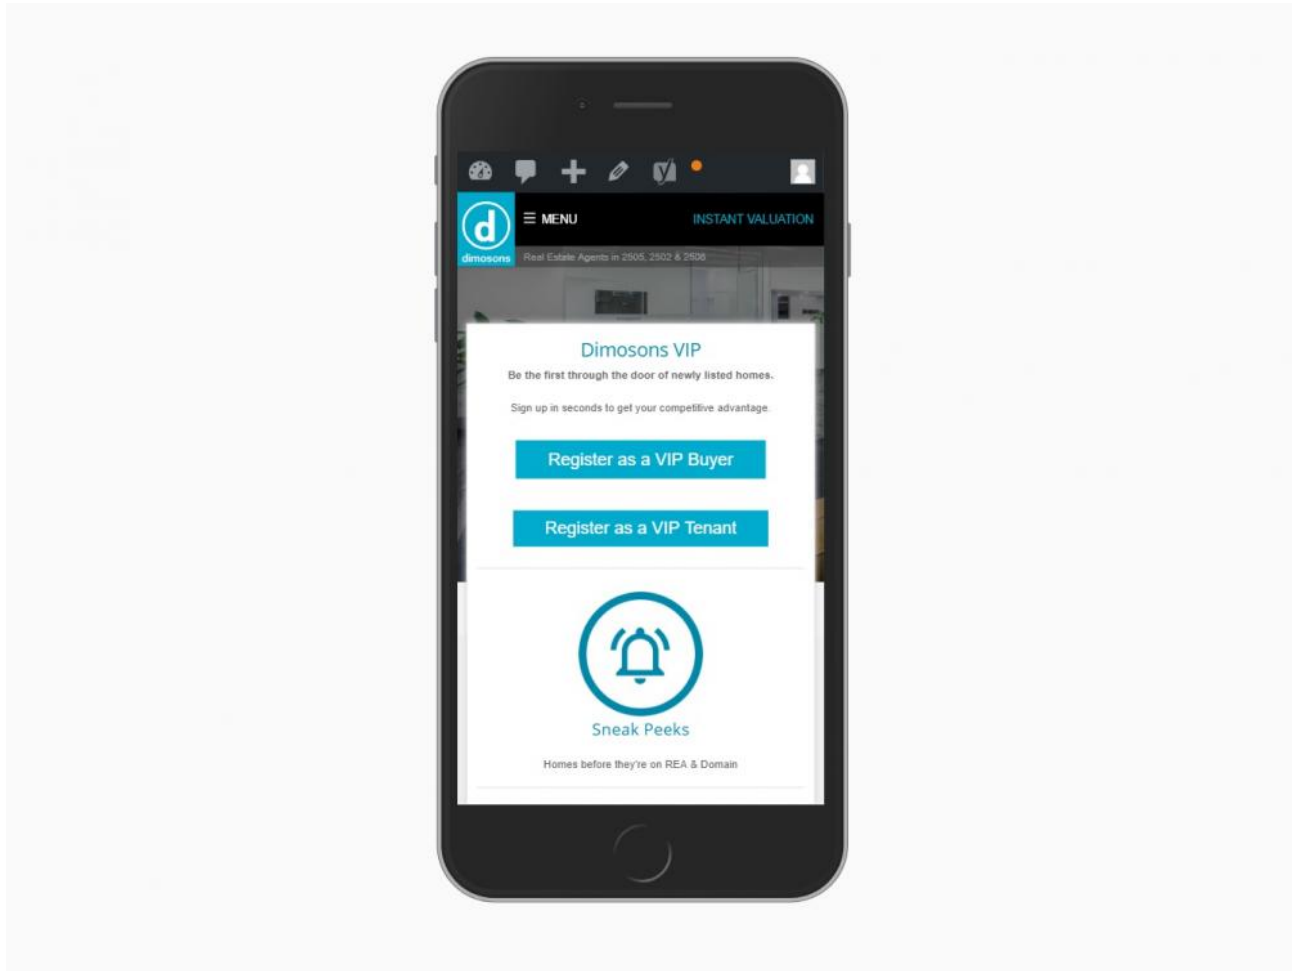 ☰ MENU
INSTANT VALUATION
d
dimosons
Real Estate Agents in 2505, 2502 & 2506
Dimosons VIP
Be the first through the door of newly listed homes.
Sign up in seconds to get your competitive advantage.
Register as a VIP Buyer
Register as a VIP Tenant
Sneak Peeks
Homes before they're on REA & Domain